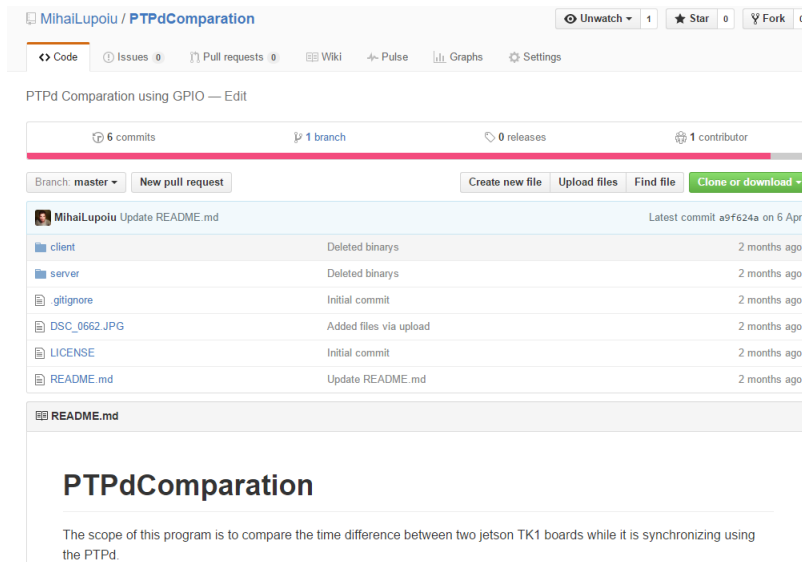 MihaiLupoiu / PTPdComparation Unwatch 1 Star 0 Fork 0
Code Issues 0 Pull requests 0 Wiki Pulse Graphs Settings
PTPd Comparation using GPIO — Edit
6 commits 1 branch 0 releases 1 contributor
Branch: master New pull request Create new file Upload files Find file Clone or download
MihaiLupoiu Update README.md Latest commit a9f624a on 6 Apr
client Deleted binarys 2 months ago
server Deleted binarys 2 months ago
.gitignore Initial commit 2 months ago
DSC_0662.JPG Added files via upload 2 months ago
LICENSE Initial commit 2 months ago
README.md Update README.md 2 months ago
README.md
PTPdComparation
The scope of this program is to compare the time difference between two jetson TK1 boards while it is synchronizing using
the PTPd.